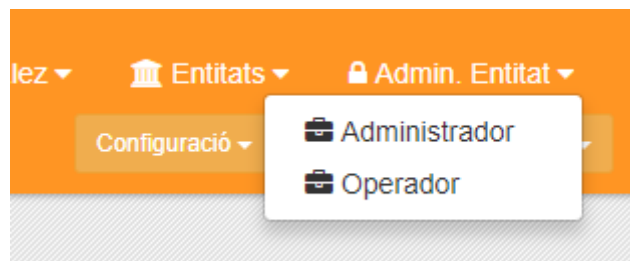 lez
Entitats
Admin. Entitat
Configuració
Administrador
Operador